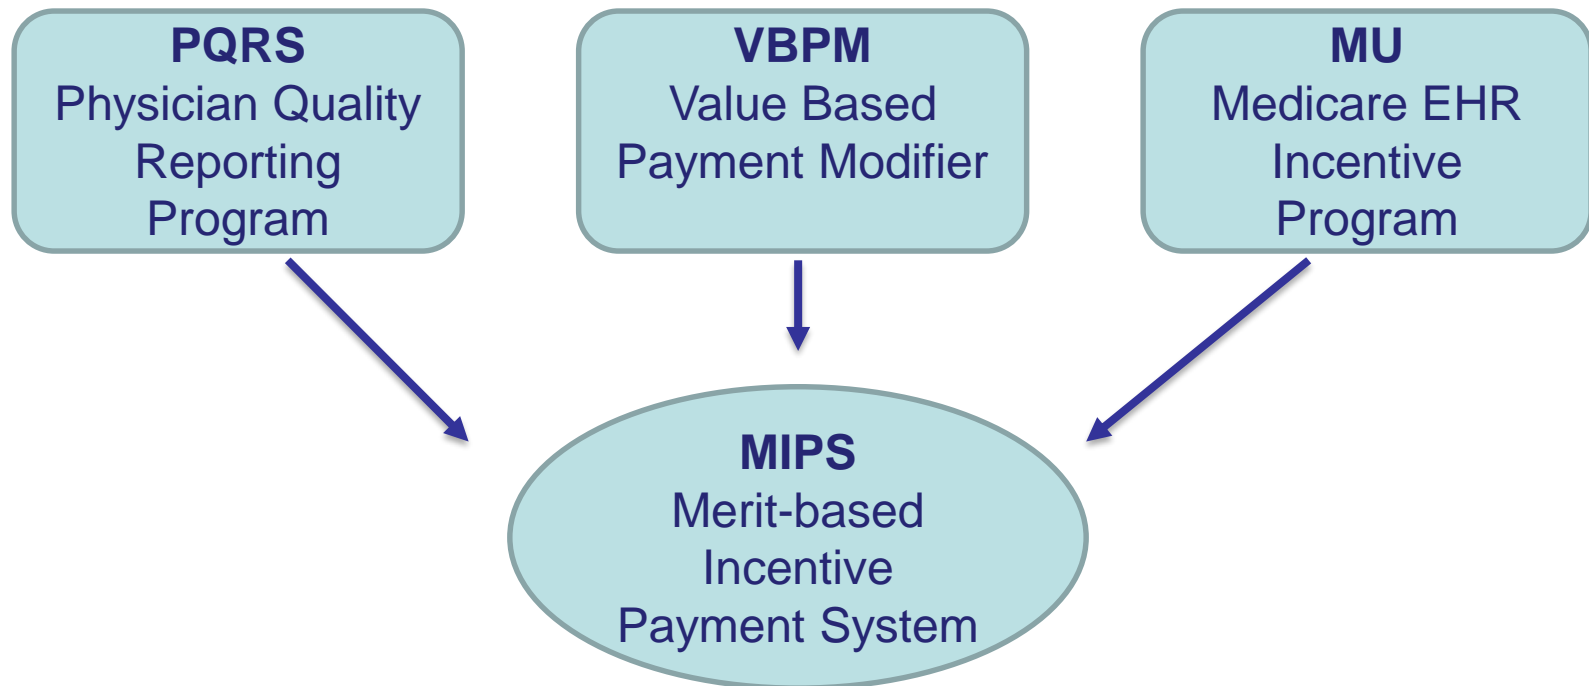 PQRS
Physician Quality
Reporting
Program
VBPM
Value Based
Payment Modifier
MU
Medicare EHR
Incentive
Program
MIPS
Merit-based
Incentive
Payment System